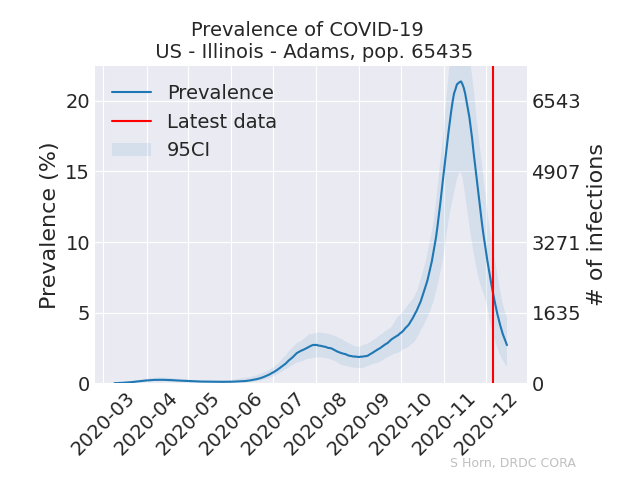 Prevalence of COVID-19
US - Illinois - Adams, pop. 65435
Prevalence
Latest data
95CI
Prevalence (%)
20
15
10
5
0
6543
4907
3271
1635
0
# of infections
2020-03
2020-04
2020-05
2020-06
2020-07
2020-08
2020-09
2020-10
2020-11
2020-12
S Horn, DRDC CORA